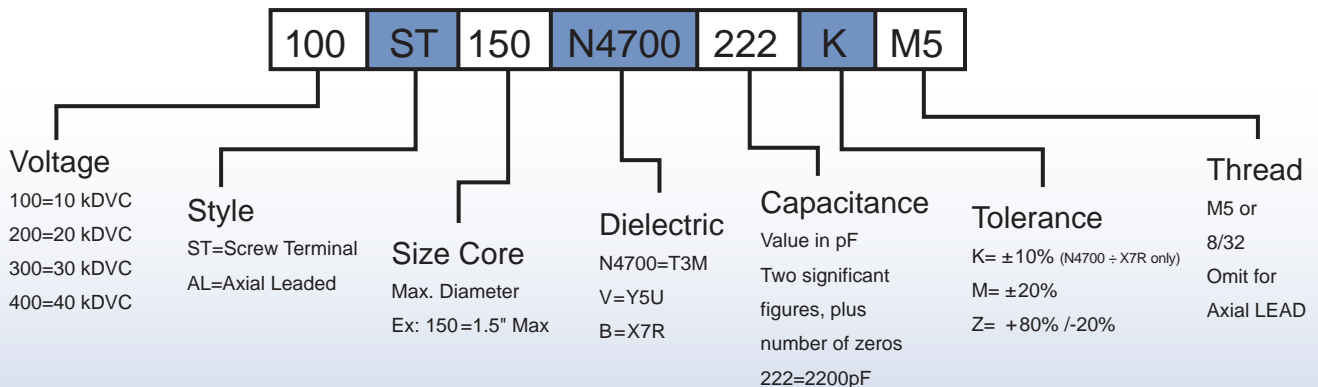 100 ST 150 N4700 222 K M5
Voltage
100=10 kDVC
200=20 kDVC
300=30 kDVC
400=40 kDVC
Style
ST=Screw Terminal
AL=Axial Leaded
Size Core
Max. Diameter
Ex: 150=1.5" Max
Dielectric
N4700=T3M
V=Y5U
B=X7R
Capacitance
Value in pF
Two significant
figures, plus
number of zeros
222=2200pF
Tolerance
K= ±10% (N4700 ÷ X7R only)
M= ±20%
Z= +80% /-20%
Thread
M5 or
8/32
Omit for
Axial LEAD